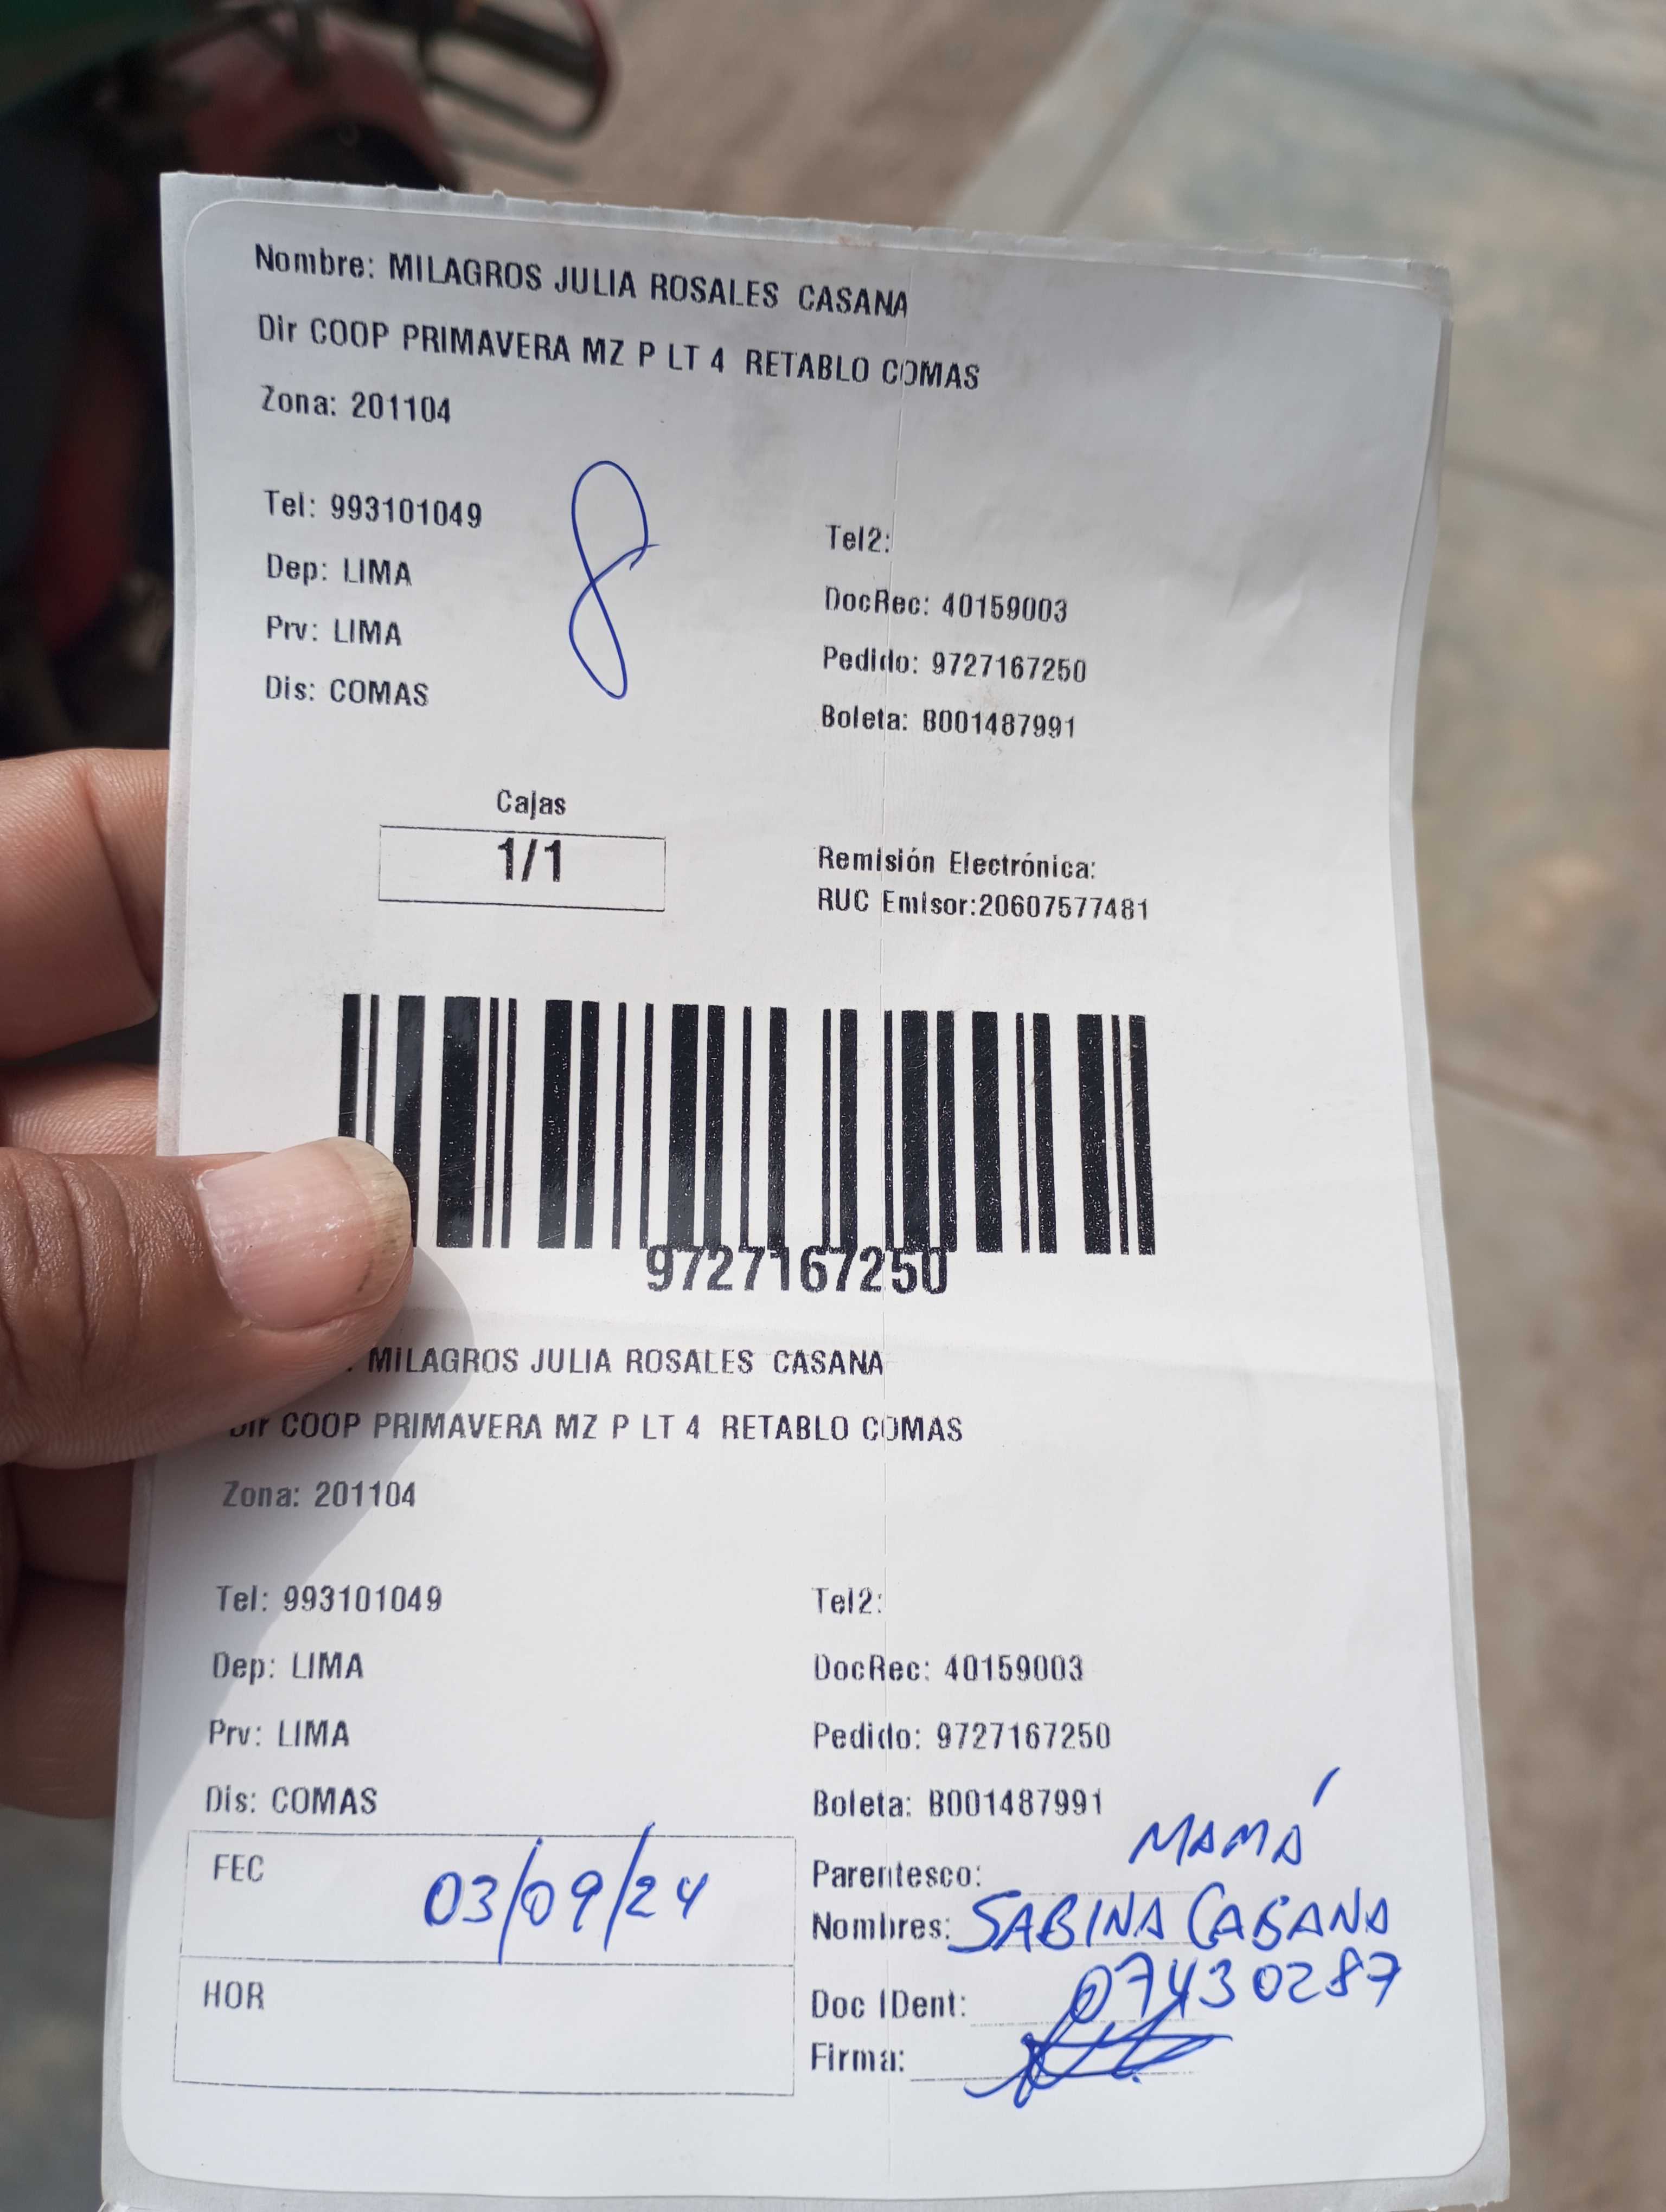 Nombre: MILAGROS JULIA ROSALES CASANA
Dir COOP PRIMAVERA MZ P LT 4 RETABLO COMAS
Zona: 201104
8
Tel: 993101049
Tel2:
Dep: LIMA
DocRec: 40159003
Prv: LIMA
Pedido: 9727167250
Dis: COMAS
Boleta: B001487991
Cajas
1/1
Remisión Electrónica:
RUC Emisor:20607577481
9727167250
MILAGROS JULIA ROSALES CASANA
Dir COOP PRIMAVERA MZ P LT 4 RETABLO COMAS
Zona: 201104
Tel: 993101049
Tel2:
Dep: LIMA
DocRec: 40159003
Prv: LIMA
Pedido: 9727167250
Dis: COMAS
Boleta: B001487991
FEC 03/09/24
Parentesco: MAMÁ
Nombres: SABINA CASANA
HOR
Doc IDent: 07430287
Firma: